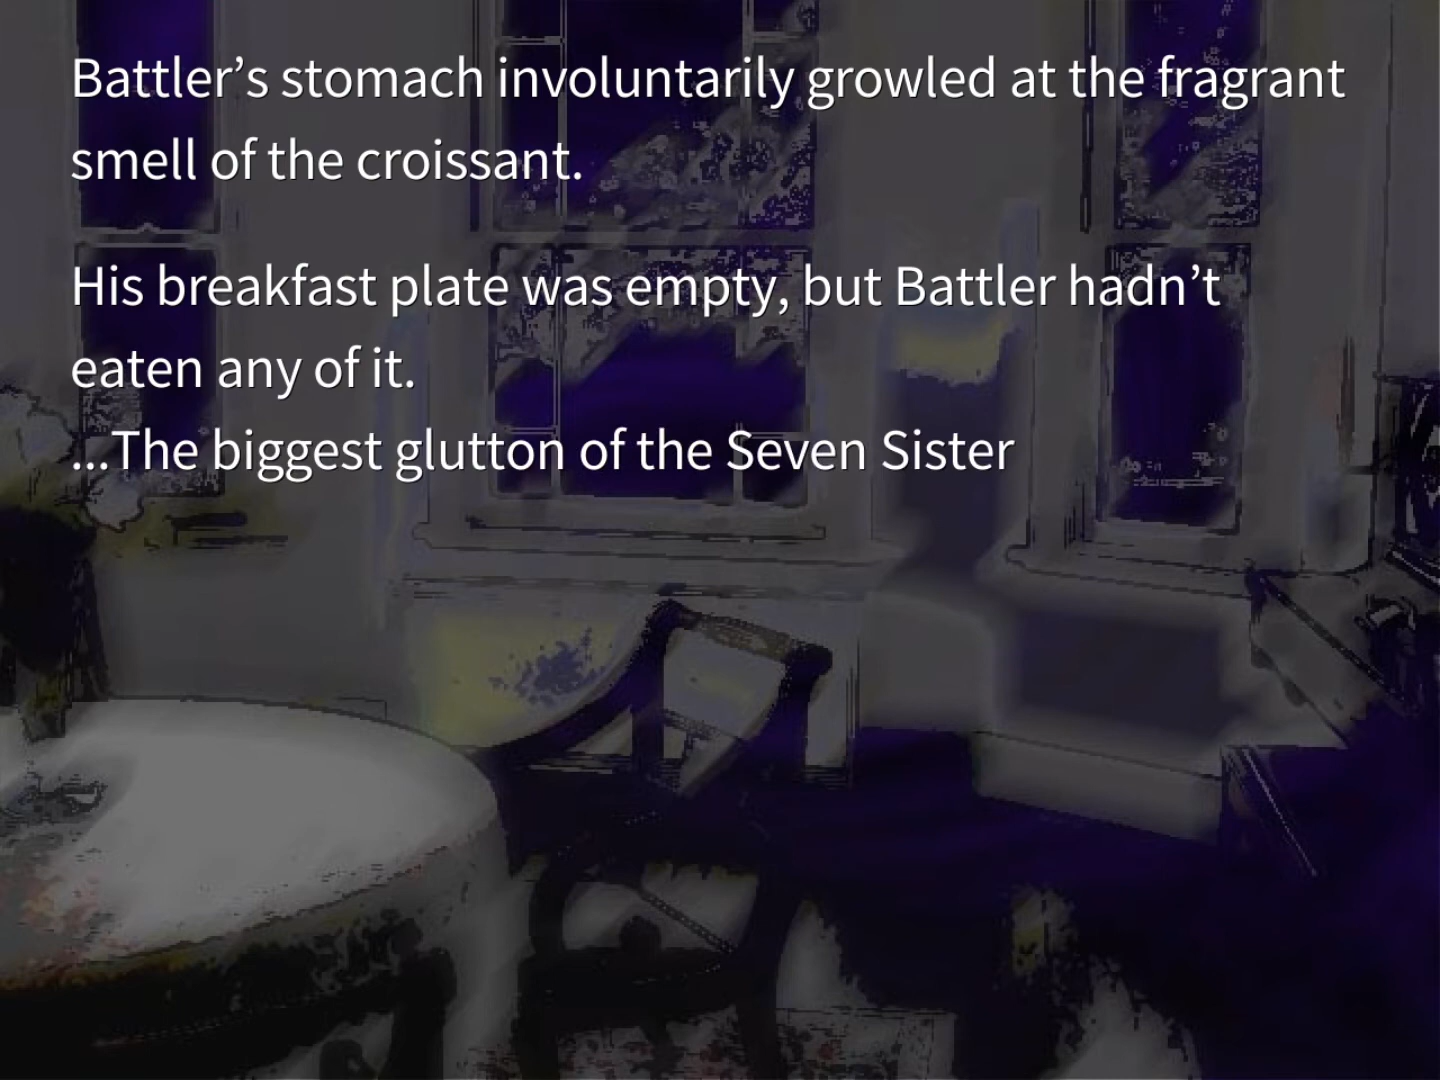 Battler’s stomach involuntarily growled at the fragrant
smell of the croissant.
His breakfast plate was empty, but Battler hadn’t
eaten any of it.
...The biggest glutton of the Seven Sister